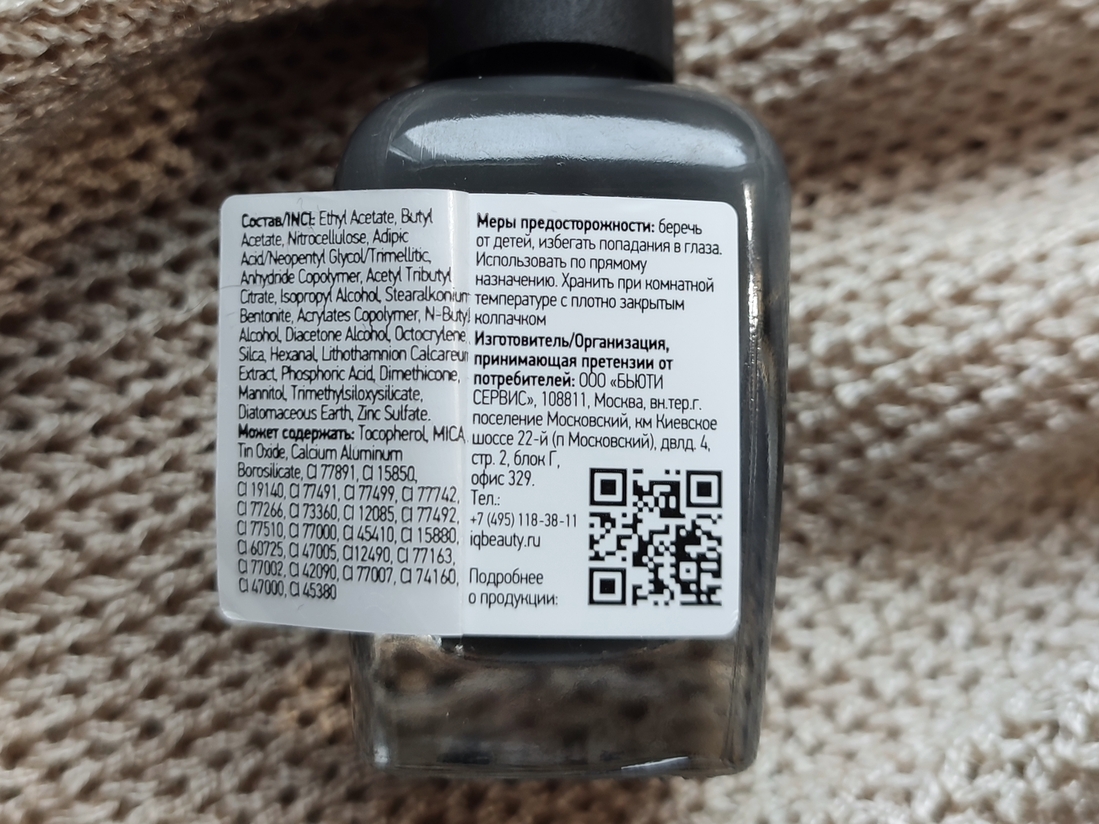 Состав/INCI: Ethyl Acetate, Butyl
Acetate, Nitrocellulose, Adipic
Acid/Neopentyl Glycol/Trimellitic,
Anhydride Copolymer, Acetyl Tributyl
Citrate, Isopropyl Alcohol, Stearalkonium
Bentonite, Acrylates Copolymer, N-Butyl
Alcohol, Diacetone Alcohol, Octocrylene
Silca, Hexanal, Lithothamnion Calcareum
Extract, Phosphoric Acid, Dimethicone,
Mannitol, Trimethylsiloxysilicate,
Diatomaceous Earth, Zinc Sulfate.
Может содержать: Tocopherol, MICA
Tin Oxide, Calcium Aluminum
Borosilicate, CI 77891, CI 15850,
CI 19140, CI 77491, CI 77499, CI 77742,
CI 77266, CI 73360, CI 12085, CI 77492,
CI 77510, CI 77000, CI 45410, CI 15880,
CI 60725, CI 47005, CI12490, CI 77163,
CI 77002, CI 42090, CI 77007, CI 74160,
CI 47000, CI 45380
Меры предосторожности: беречь
от детей, избегать попадания в глаза.
Использовать по прямому
назначению. Хранить при комнатной
температуре с плотно закрытым
колпачком
Изготовитель/Организация,
принимающая претензии от
потребителей: ООО «БЬЮТИ
СЕРВИС», 108811, Москва, вн.тер.г.
поселение Московский, км Киевское
шоссе 22-й (п Московский), двлд. 4,
стр. 2, блок Г,
офис 329.
Тел.:
+7 (495) 118-38-11
iqbeauty.ru
Подробнее
о продукции: